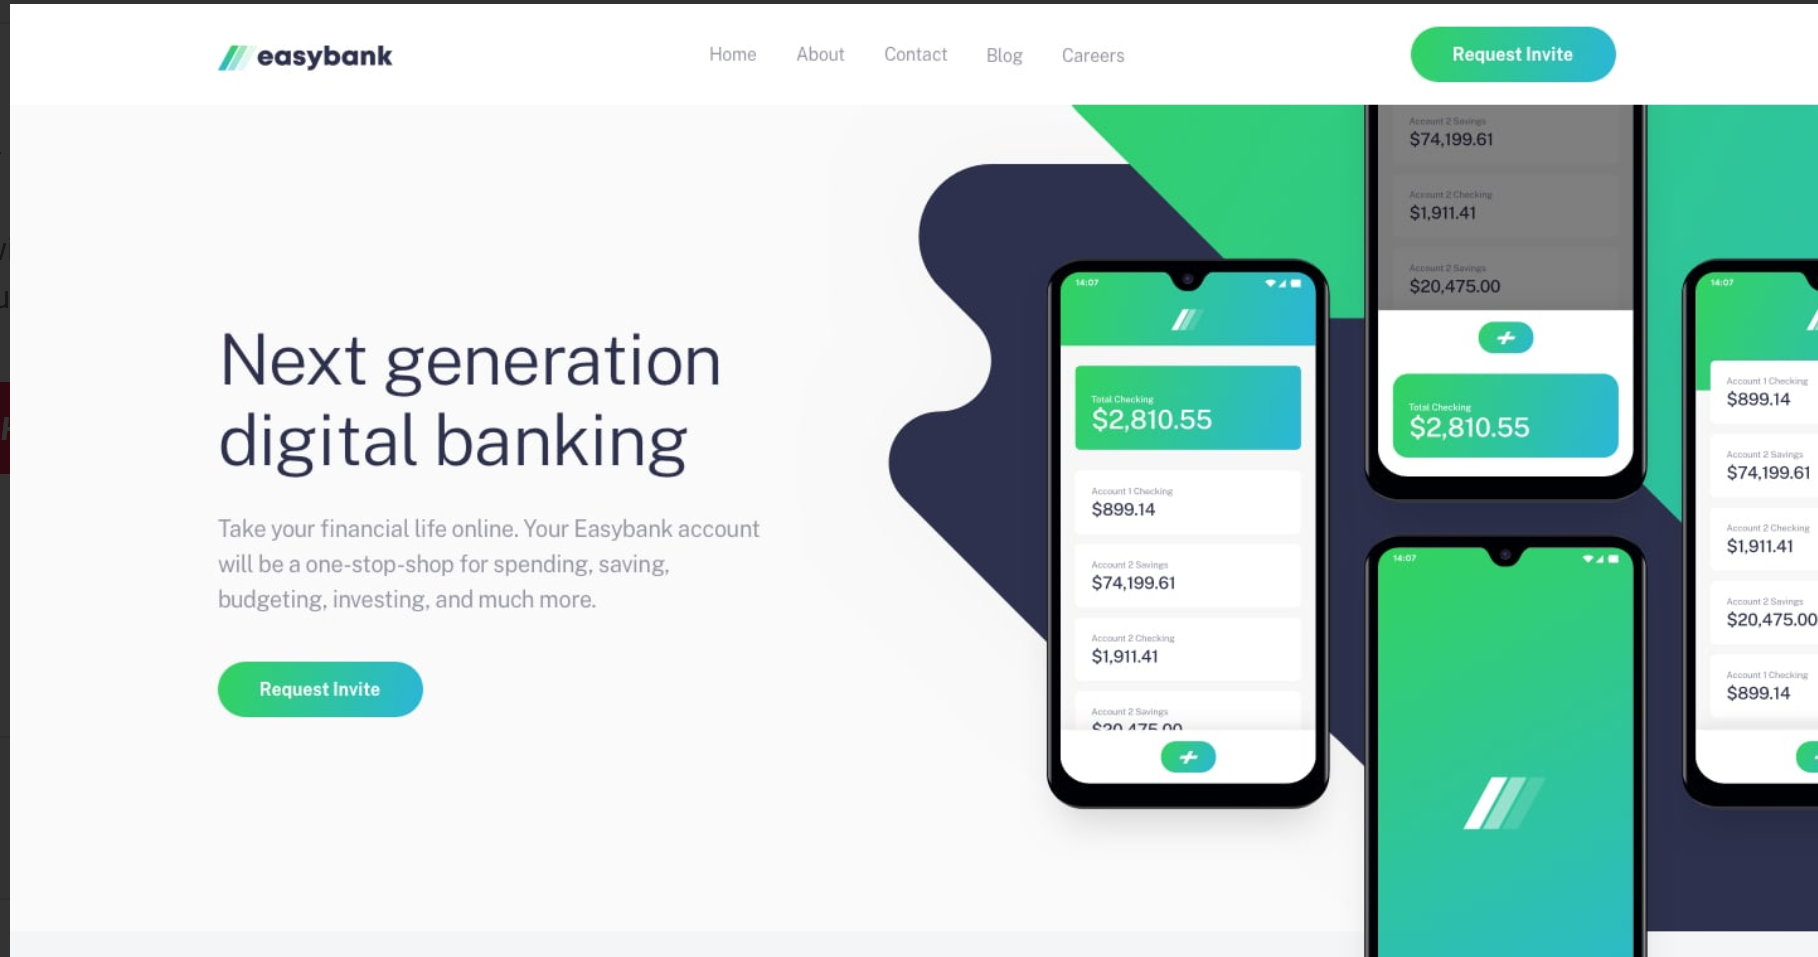 easybank
Home
About
Contact
Blog
Careers
Request Invite
Next generation
digital banking
Take your financial life online. Your Easybank account
will be a one-stop-shop for spending, saving,
budgeting, investing, and much more.
Request Invite
14:07
Total Checking
$2,810.55
Account 1 Checking
$899.14
Account 2 Savings
$74,199.61
Account 2 Checking
$1,911.41
Account 2 Savings
$20,475.00
Account 2 Savings
$74,199.61
Account 2 Checking
$1,911.41
Account 2 Savings
$20,475.00
Total Checking
$2,810.55
14:07
14:07
Account 1 Checking
$899.14
Account 2 Savings
$74,199.61
Account 2 Checking
$1,911.41
Account 2 Savings
$20,475.00
Account 1 Checking
$899.14